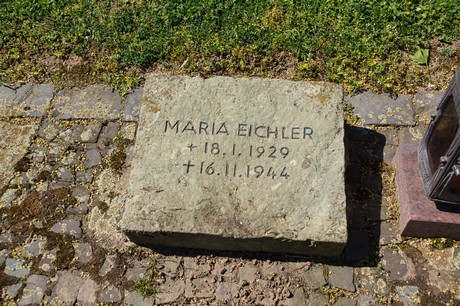 MARIA EICHLER
+ 18.1.1929
† 16.11.1944